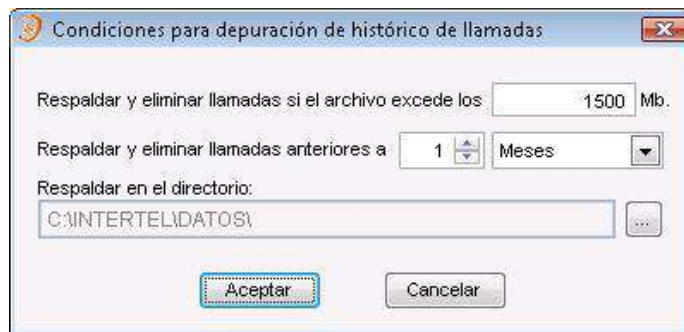 Condiciones para depuración de histórico de llamadas
Respaldar y eliminar llamadas si el archivo excede los 1500 Mb.
Respaldar y eliminar llamadas anteriores a 1 Meses
Respaldar en el directorio:
C:\INTERTEL\DATOS\ ...
Aceptar Cancelar